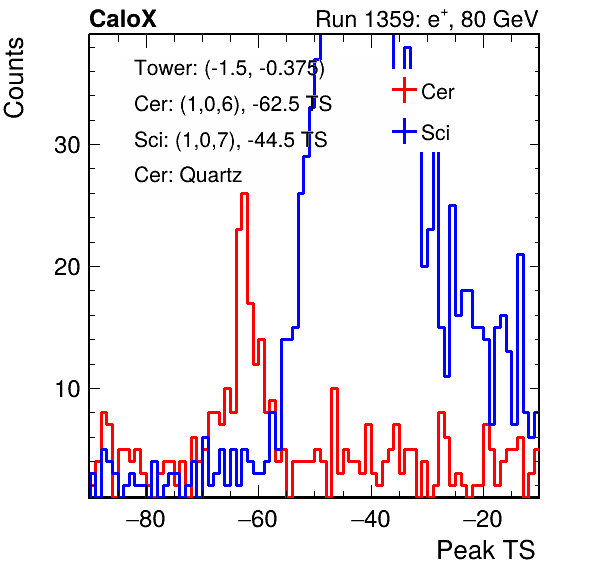 CaloX Run 1359: e⁺, 80 GeV
Counts
Tower: (-1.5, -0.375)
Cer: (1,0,6), -62.5 TS
Sci: (1,0,7), -44.5 TS
Cer: Quartz
Cer
Sci
30
20
10
−80 −60 −40 −20
Peak TS